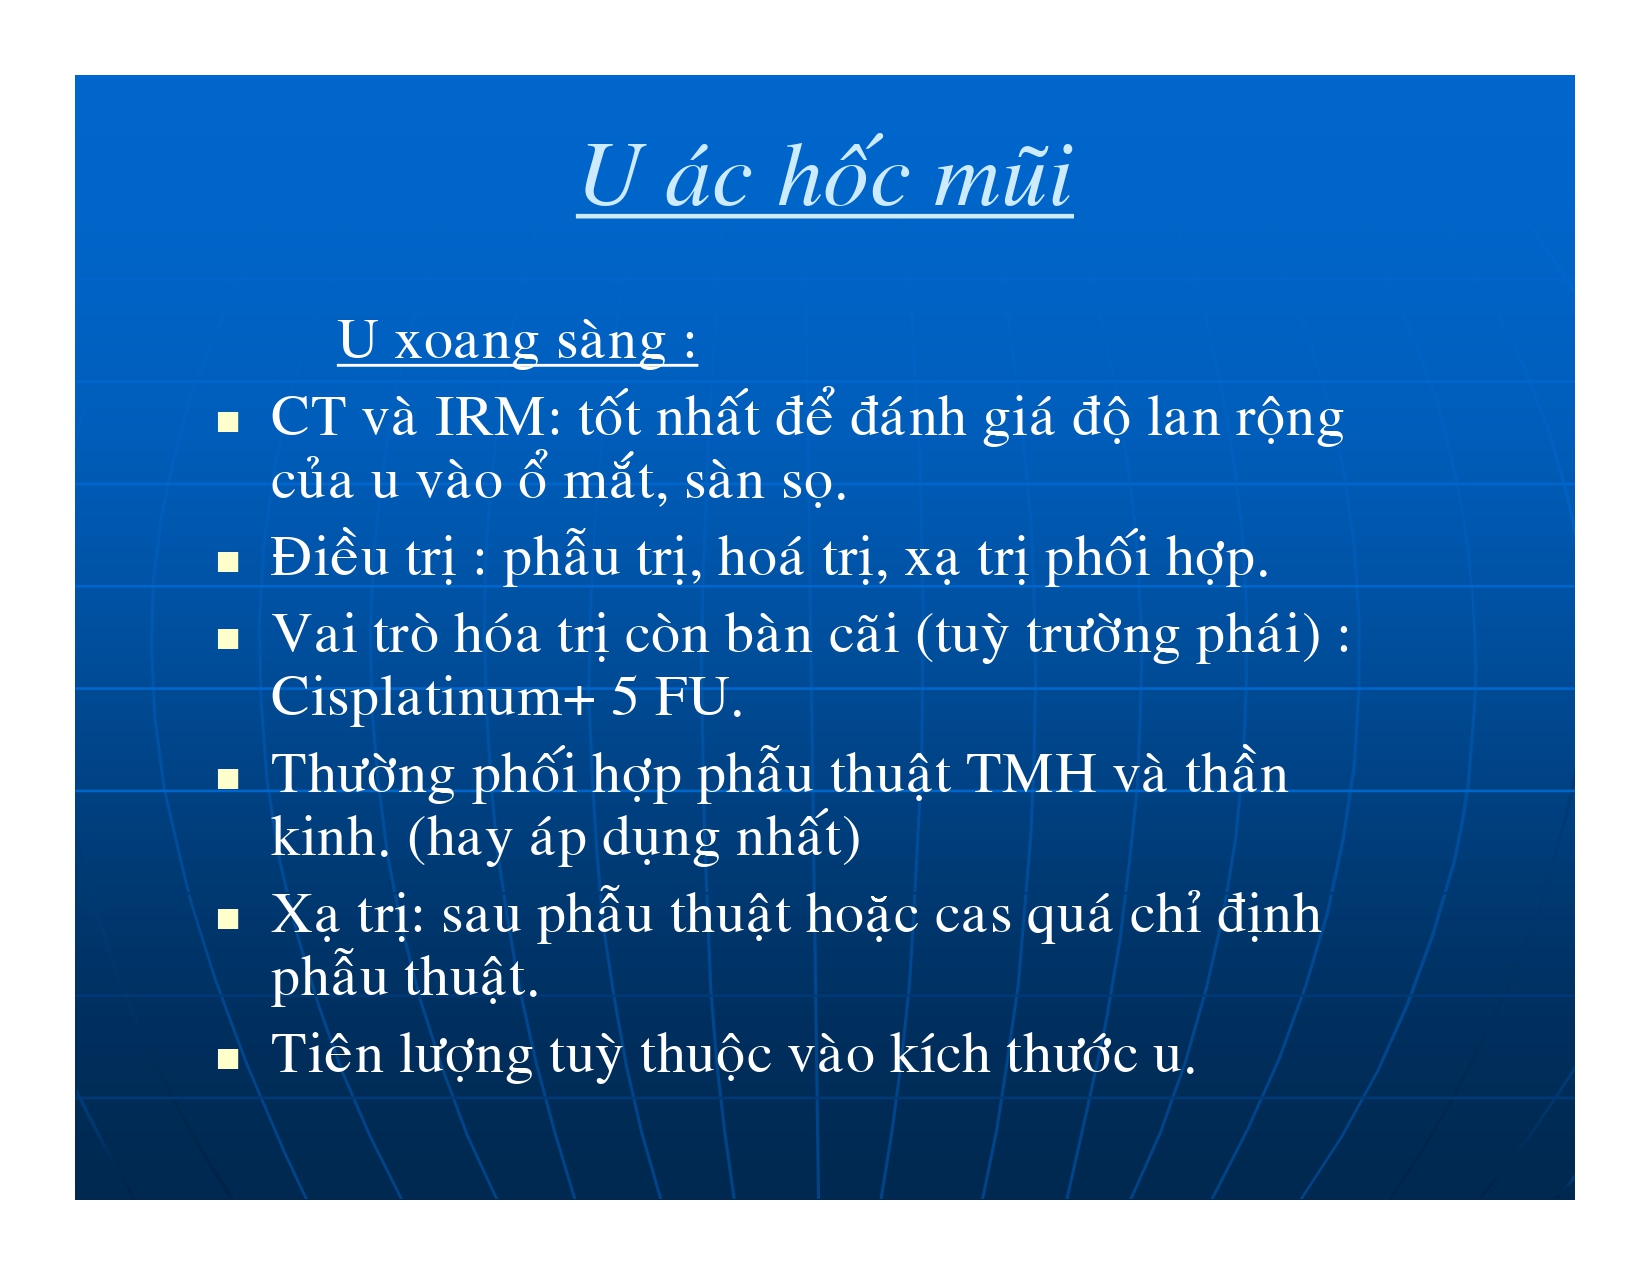 U ác hốc mũi
U xoang sàng :
CT và IRM: tốt nhất để đánh giá độ lan rộng
của u vào ổ mắt, sàn sọ.
Điều trị : phẫu trị, hoá trị, xạ trị phối hợp.
Vai trò hóa trị còn bàn cãi (tuỳ trường phái) :
Cisplatinum+ 5 FU.
Thường phối hợp phẫu thuật TMH và thần
kinh. (hay áp dụng nhất)
Xạ trị: sau phẫu thuật hoặc cas quá chỉ định
phẫu thuật.
Tiên lượng tuỳ thuộc vào kích thước u.